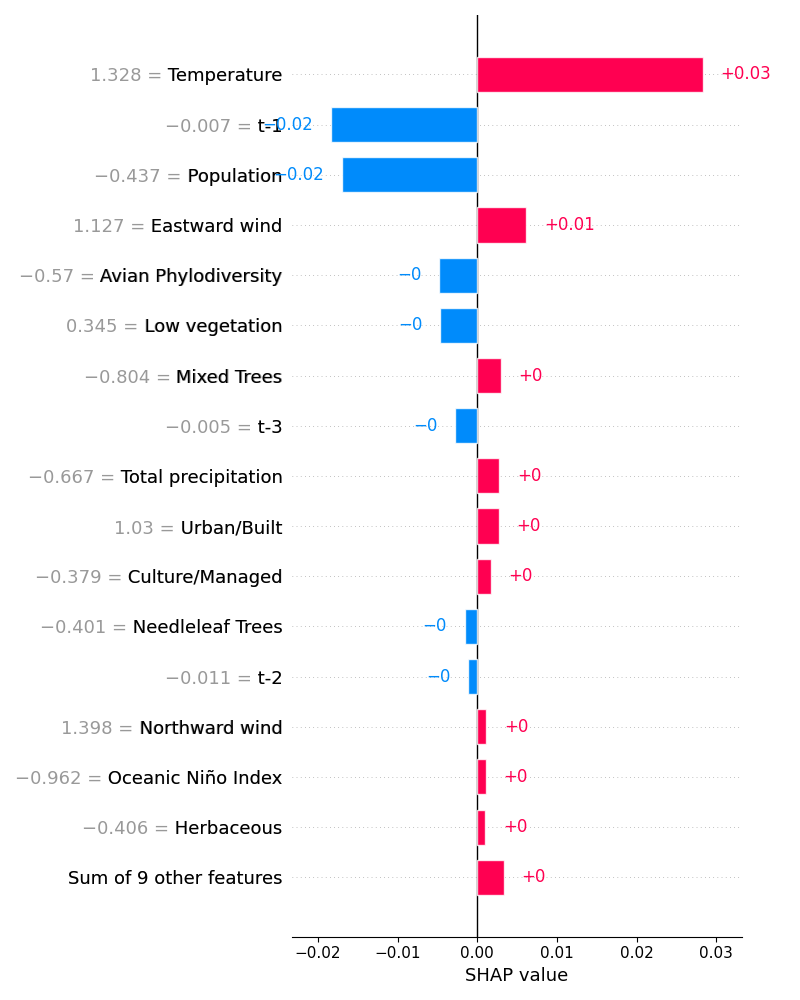 1.328 = Temperature +0.03
−0.007 = t-1 −0.02
−0.437 = Population −0.02
1.127 = Eastward wind +0.01
−0.57 = Avian Phylodiversity −0
0.345 = Low vegetation −0
−0.804 = Mixed Trees +0
−0.005 = t-3 −0
−0.667 = Total precipitation +0
1.03 = Urban/Built +0
−0.379 = Culture/Managed +0
−0.401 = Needleleaf Trees −0
−0.011 = t-2 −0
1.398 = Northward wind +0
−0.962 = Oceanic Niño Index +0
−0.406 = Herbaceous +0
Sum of 9 other features +0
−0.02 −0.01 0.00 0.01 0.02 0.03
SHAP value